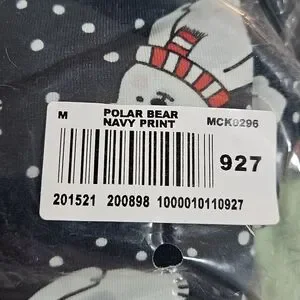 M POLAR BEAR
NAVY PRINT MCK0296
927
201521 200898 1000010110927